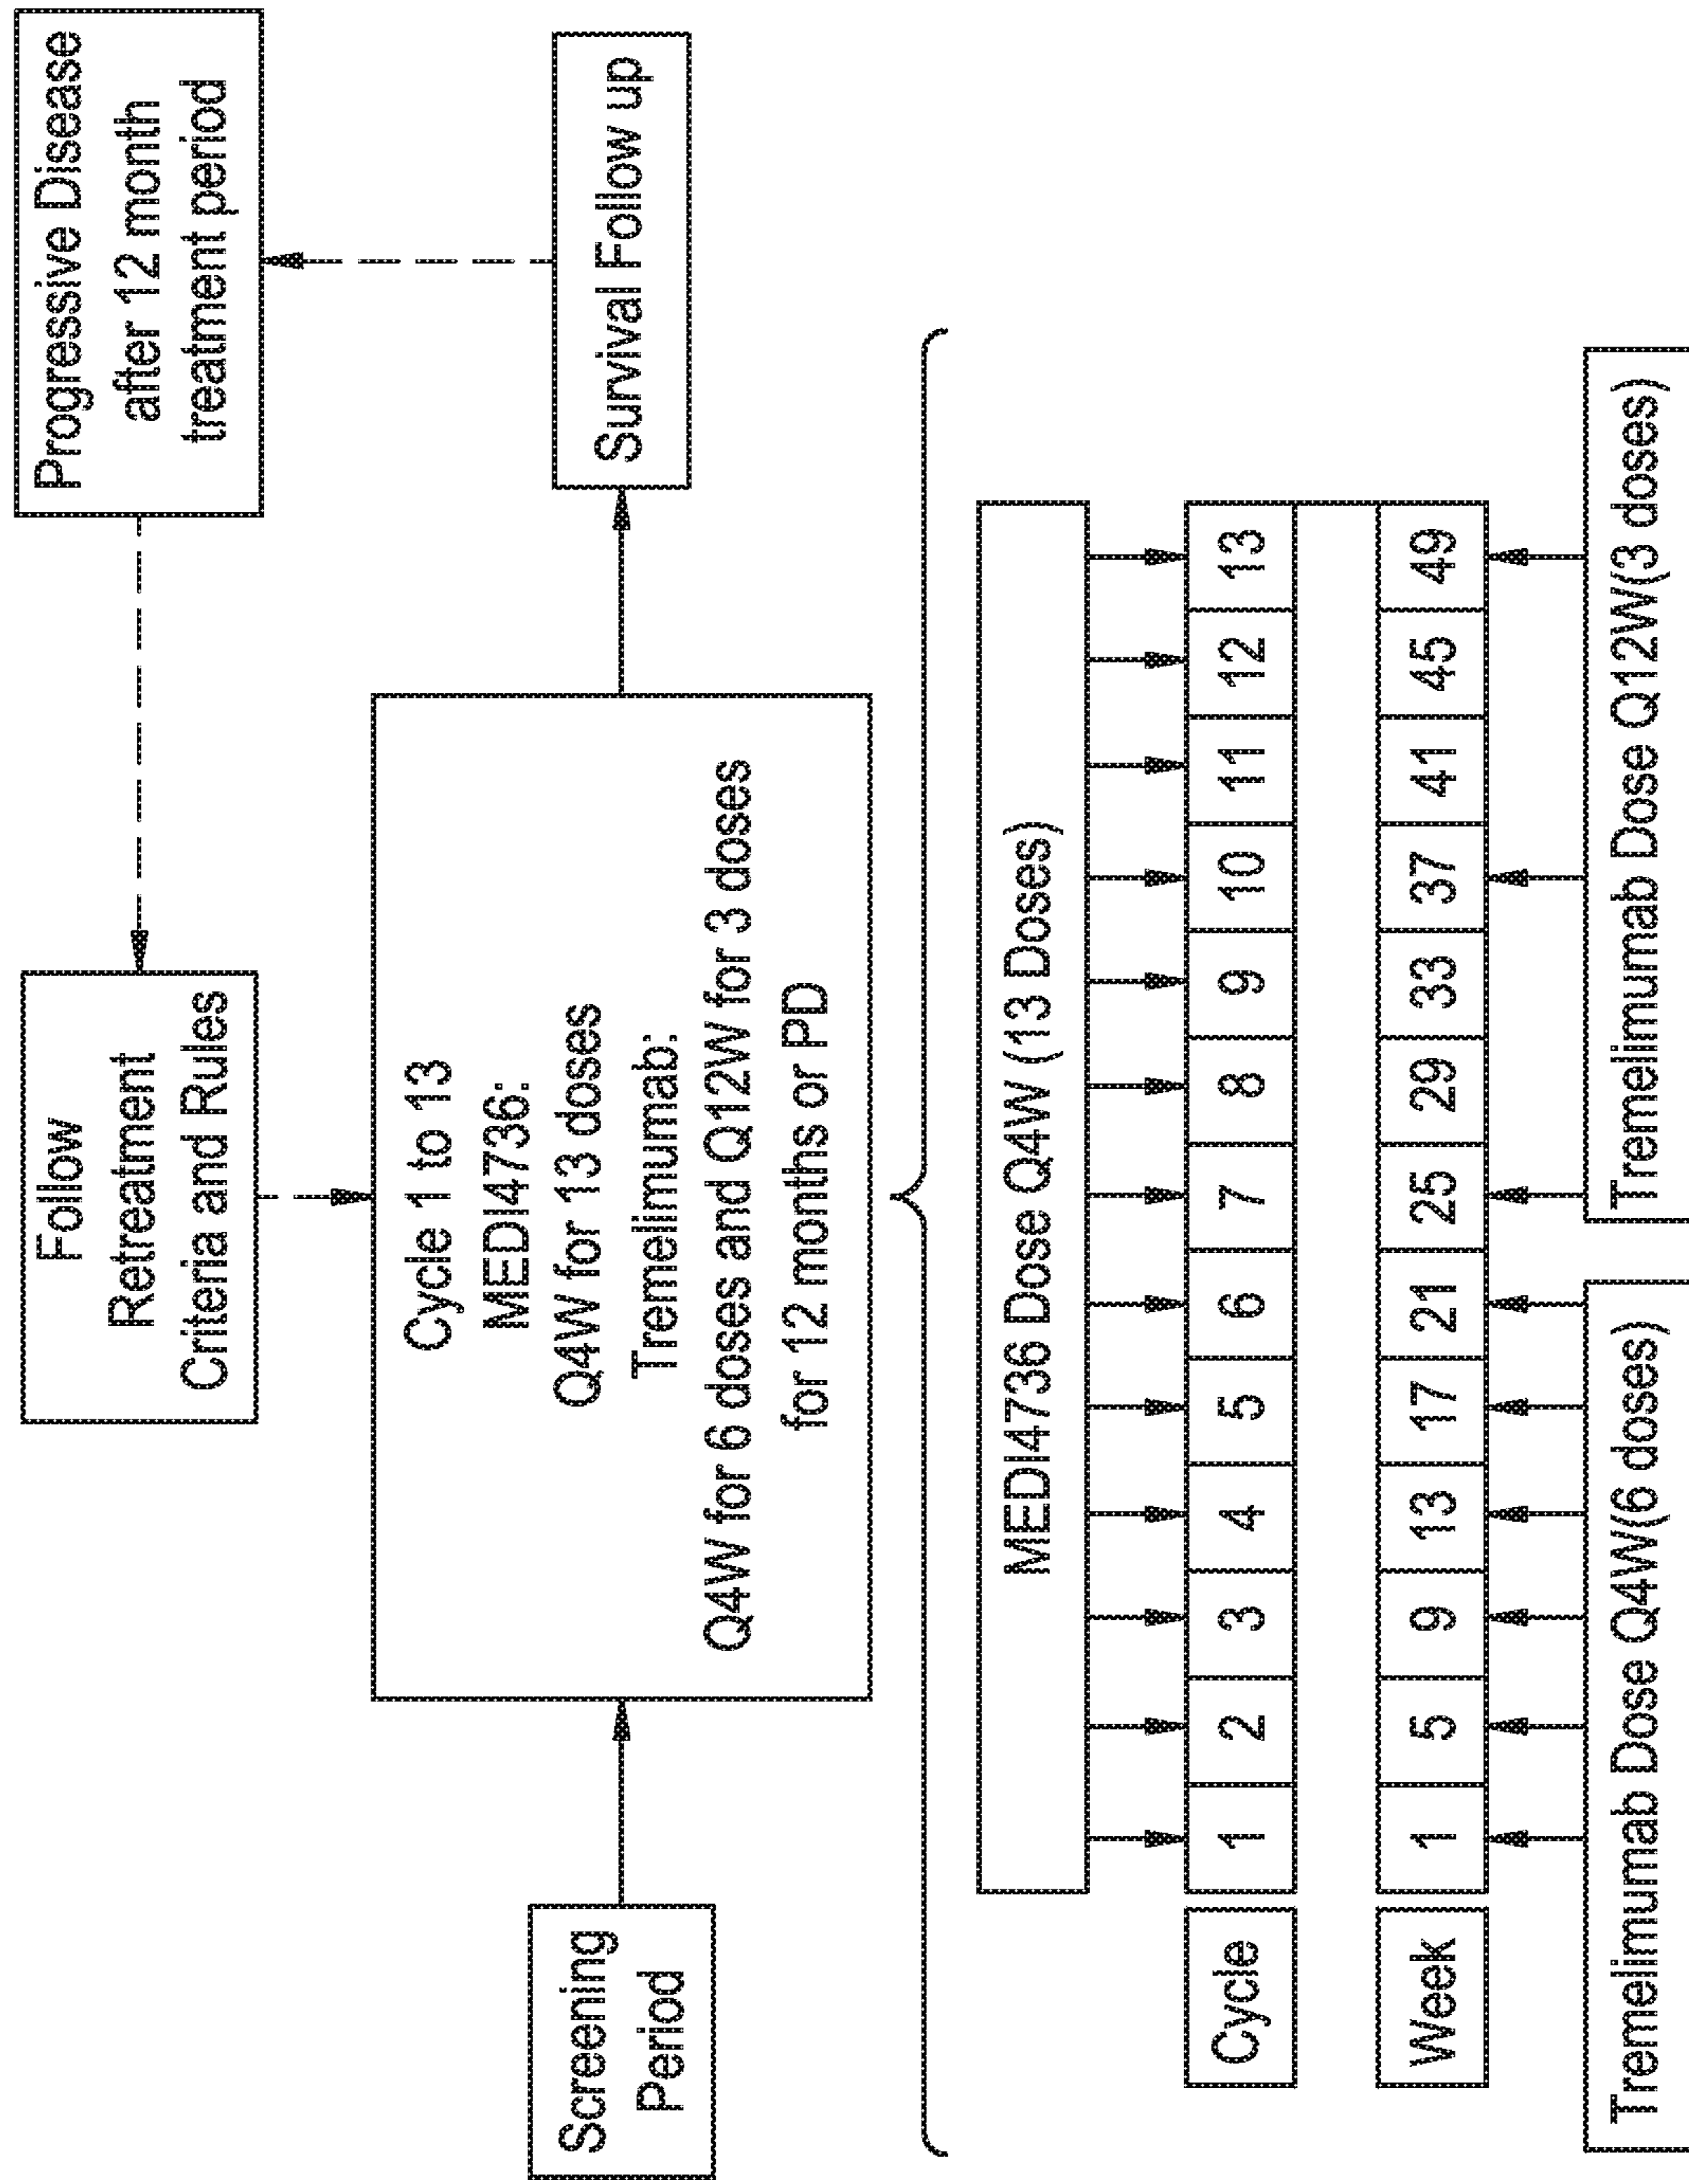 Follow
Retreatment
Criteria and Rules
Progressive Disease
after 12 month
treatment period
Screening
Period
Cycle 1 to 13
MEDI4736:
Q4W for 13 doses
Tremelimumab:
Q4W for 6 doses and Q12W for 3 doses
for 12 months or PD
Survival Follow up
MEDI4736 Dose Q4W (13 Doses)
Cycle 1 2 3 4 5 6 7 8 9 10 11 12 13
Week 1 5 9 13 17 21 25 29 33 37 41 45 49
Tremelimumab Dose Q4W(6 doses)
Tremelimumab Dose Q12W(3 doses)